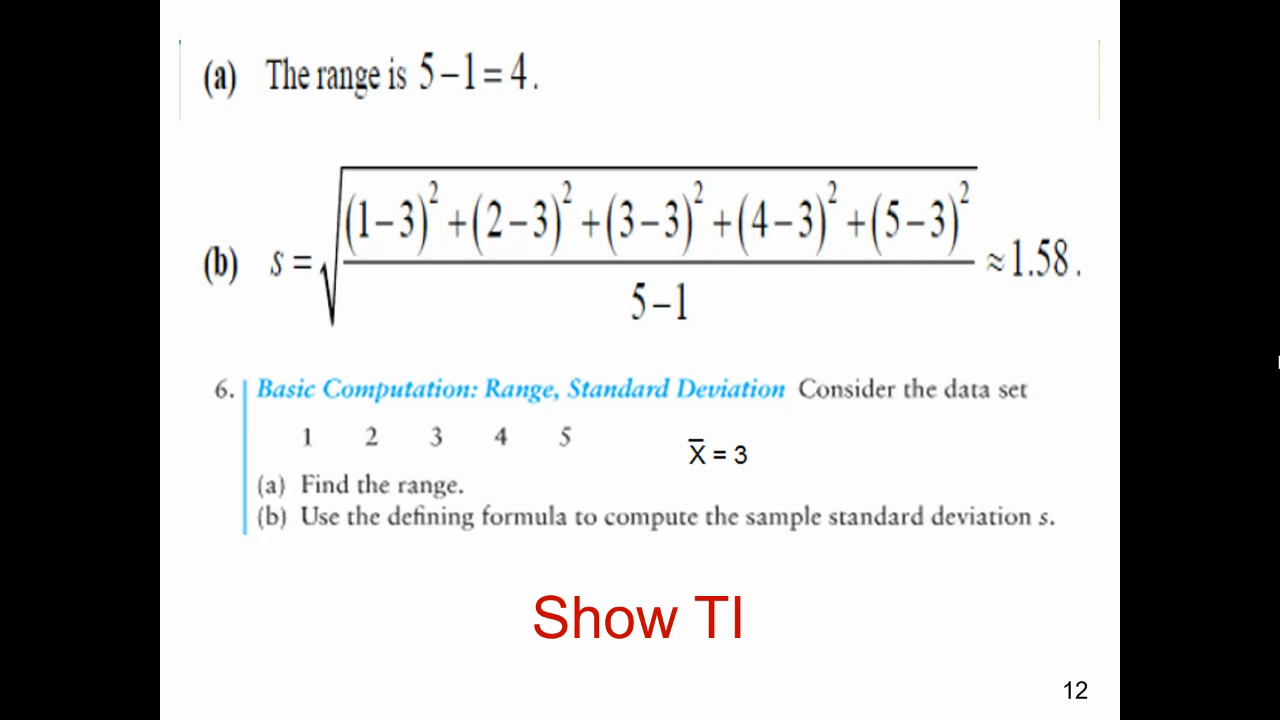 (a) The range is 5 − 1 = 4.
(b) s = √(((1−3)² + (2−3)² + (3−3)² + (4−3)² + (5−3)²) / (5−1)) ≈ 1.58.
6. Basic Computation: Range, Standard Deviation Consider the data set
1 2 3 4 5
X̄ = 3
(a) Find the range.
(b) Use the defining formula to compute the sample standard deviation s.
Show TI
12